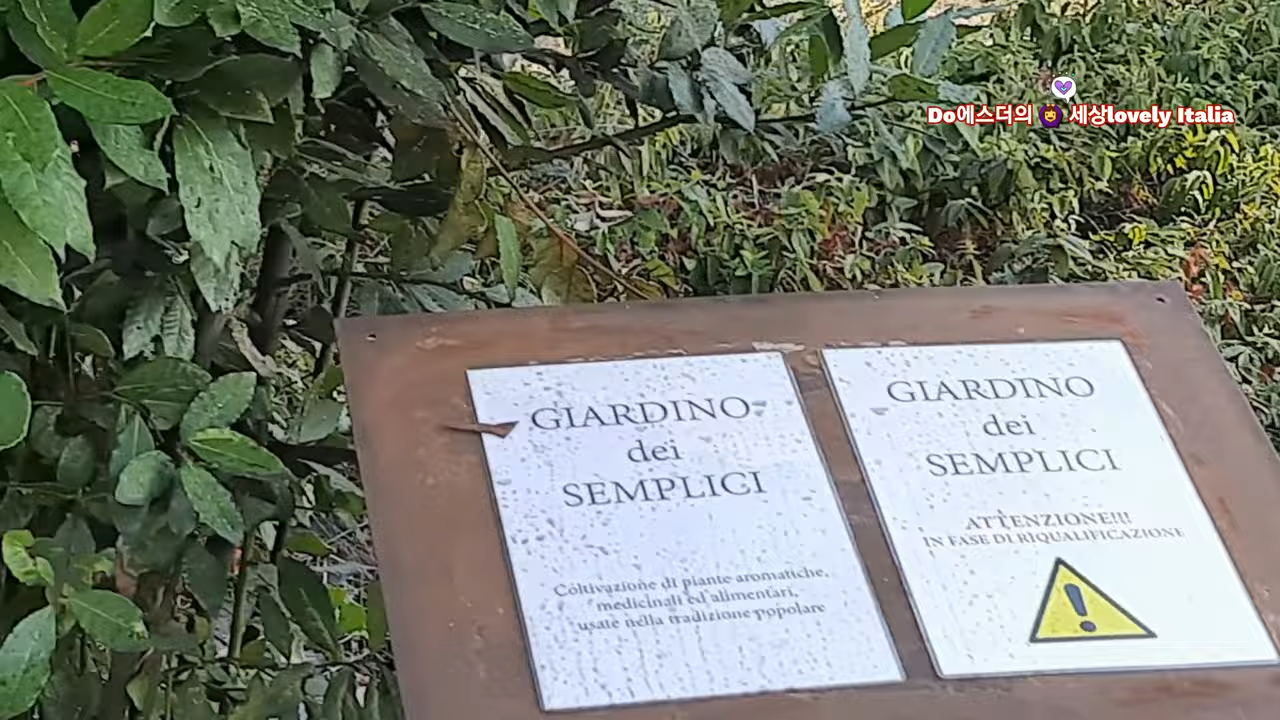 Do에스더의 세상lovely Italia
GIARDINO
dei
SEMPLICI
Coltivazione di piante aromatiche,
medicinali ed alimentari,
usate nella tradizione popolare
GIARDINO
dei
SEMPLICI
ATTENZIONE!!!
IN FASE DI RIQUALIFICAZIONE